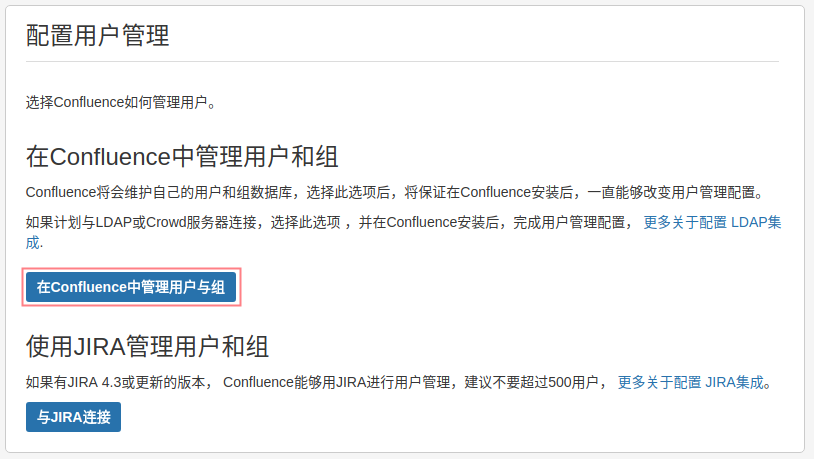 配置用户管理
选择Confluence如何管理用户。
在Confluence中管理用户和组
Confluence将会维护自己的用户和组数据库，选择此选项后，将保证在Confluence安装后，一直能够改变用户管理配置。
如果计划与LDAP或Crowd服务器连接，选择此选项 ，并在Confluence安装后，完成用户管理配置， 更多关于配置 LDAP集
成.
在Confluence中管理用户与组
使用JIRA管理用户和组
如果有JIRA 4.3或更新的版本， Confluence能够用JIRA进行用户管理，建议不要超过500用户， 更多关于配置 JIRA集成。
与JIRA连接